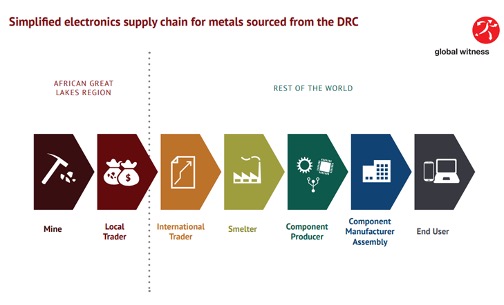 Simplified electronics supply chain for metals sourced from the DRC
global witness
AFRICAN GREAT
LAKES REGION
REST OF THE WORLD
$
Mine
Local
Trader
International
Trader
Smelter
Component
Producer
Component
Manufacturer
Assembly
End User